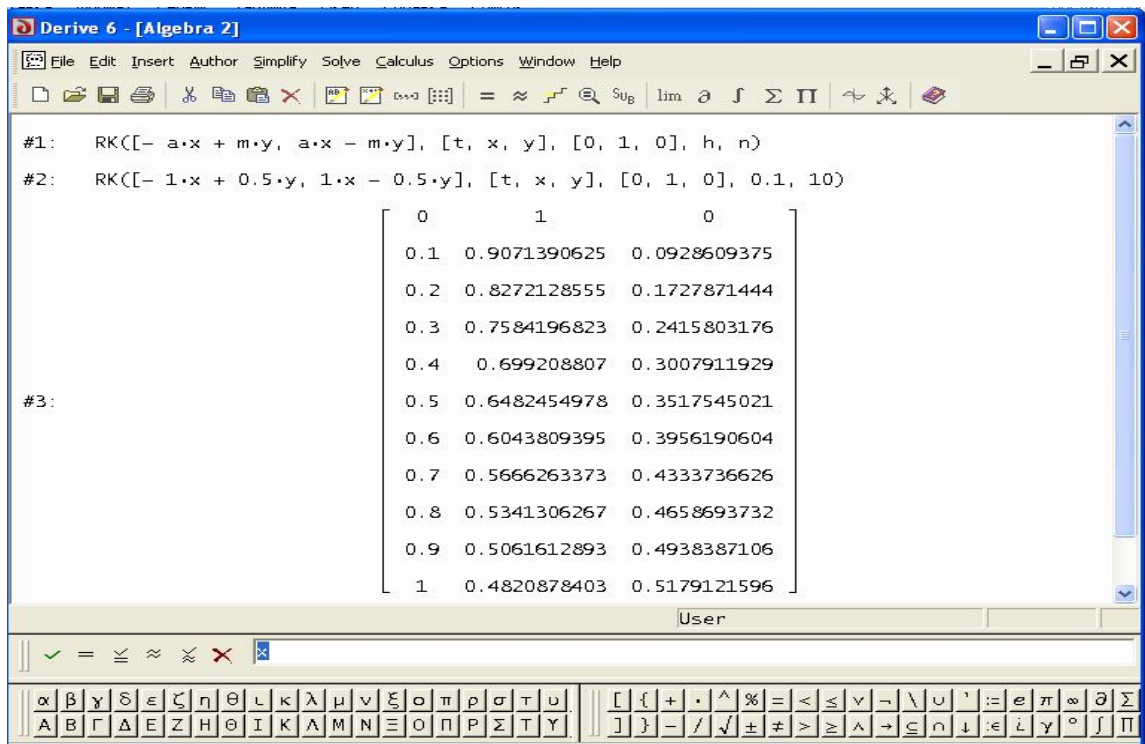 Derive 6 - [Algebra 2]
File Edit Insert Author Simplify Solve Calculus Options Window Help
= ≈ SUB lim ∂ ∫ Σ Π
#1: RK([- a·x + m·y, a·x - m·y], [t, x, y], [0, 1, 0], h, n)
#2: RK([- 1·x + 0.5·y, 1·x - 0.5·y], [t, x, y], [0, 1, 0], 0.1, 10)
0 1 0
0.1 0.9071390625 0.0928609375
0.2 0.8272128555 0.1727871444
0.3 0.7584196823 0.2415803176
0.4 0.699208807 0.3007911929
#3: 0.5 0.6482454978 0.3517545021
0.6 0.6043809395 0.3956190604
0.7 0.5666263373 0.4333736626
0.8 0.5341306267 0.4658693732
0.9 0.5061612893 0.4938387106
1 0.4820878403 0.5179121596
User
x
α β γ δ ε ζ η θ ι κ λ μ ν ξ ο π ρ σ τ υ [ { + · ^ % = < ≤ ∨ ¬ \ ∪ ' := e π ∞ ∂ Σ
Α Β Γ Δ Ε Ζ Η Θ Ι Κ Λ Μ Ν Ξ Ο Π Ρ Σ Τ Υ ] } - / √ ± ≠ > ≥ ∧ → ⊆ ∩ ↓ :∈ i γ ° ∫ Π